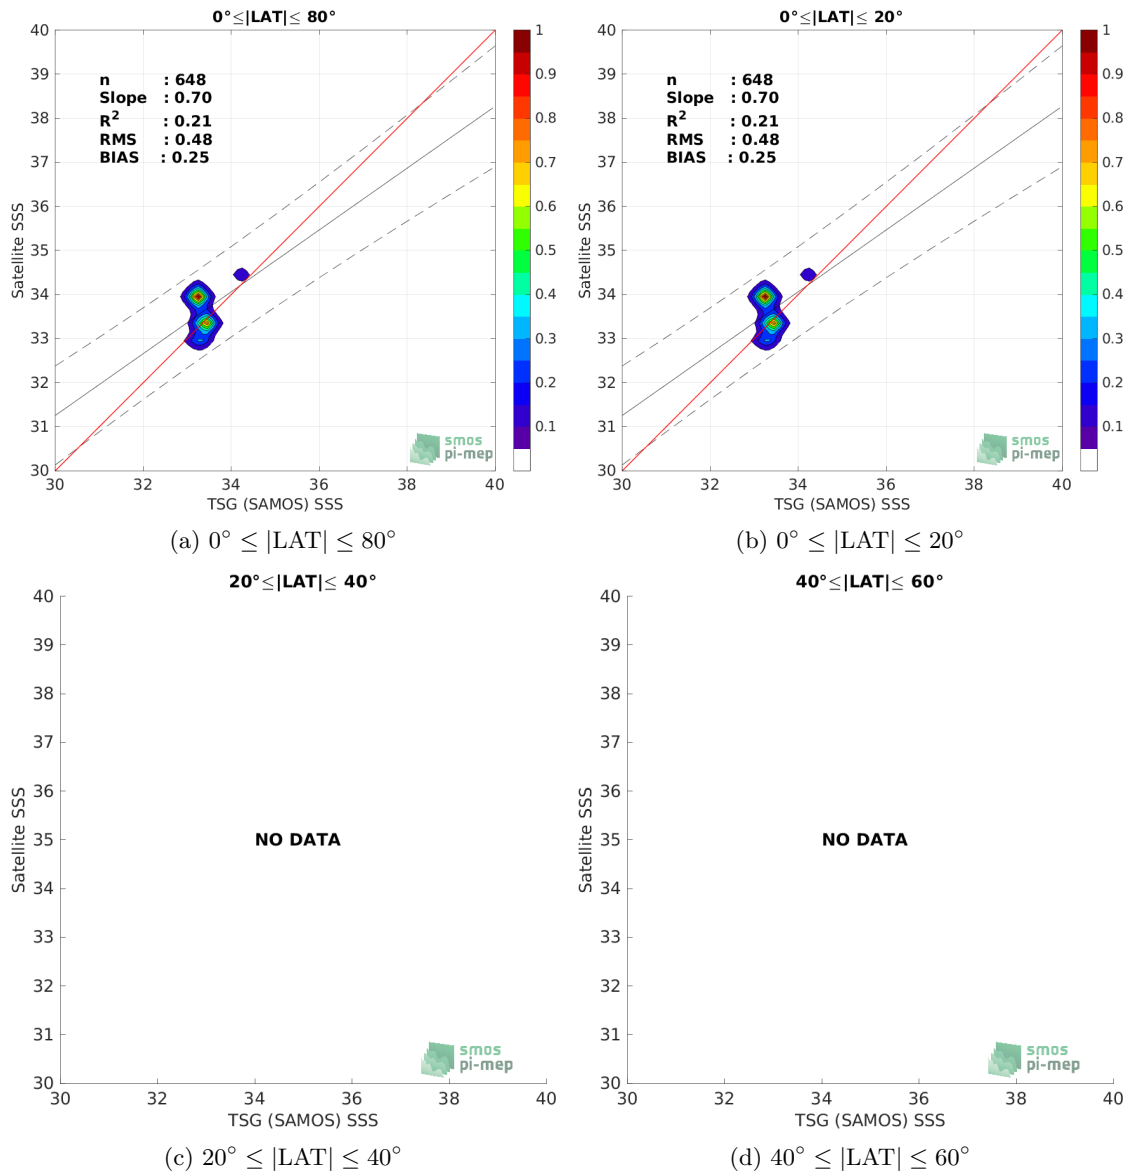 0°≤|LAT|≤ 80°
n : 648
Slope : 0.70
R² : 0.21
RMS : 0.48
BIAS : 0.25
Satellite SSS
40
39
38
37
36
35
34
33
32
31
30
30 32 34 36 38 40
TSG (SAMOS) SSS
1
0.9
0.8
0.7
0.6
0.5
0.4
0.3
0.2
0.1
smos
pi-mep
(a) 0° ≤ |LAT| ≤ 80°
0°≤|LAT|≤ 20°
n : 648
Slope : 0.70
R² : 0.21
RMS : 0.48
BIAS : 0.25
Satellite SSS
40
39
38
37
36
35
34
33
32
31
30
30 32 34 36 38 40
TSG (SAMOS) SSS
1
0.9
0.8
0.7
0.6
0.5
0.4
0.3
0.2
0.1
smos
pi-mep
(b) 0° ≤ |LAT| ≤ 20°
20°≤|LAT|≤ 40°
Satellite SSS
40
39
38
37
36
35
34
33
32
31
30
NO DATA
30 32 34 36 38 40
TSG (SAMOS) SSS
smos
pi-mep
(c) 20° ≤ |LAT| ≤ 40°
40°≤|LAT|≤ 60°
Satellite SSS
40
39
38
37
36
35
34
33
32
31
30
NO DATA
30 32 34 36 38 40
TSG (SAMOS) SSS
smos
pi-mep
(d) 40° ≤ |LAT| ≤ 60°